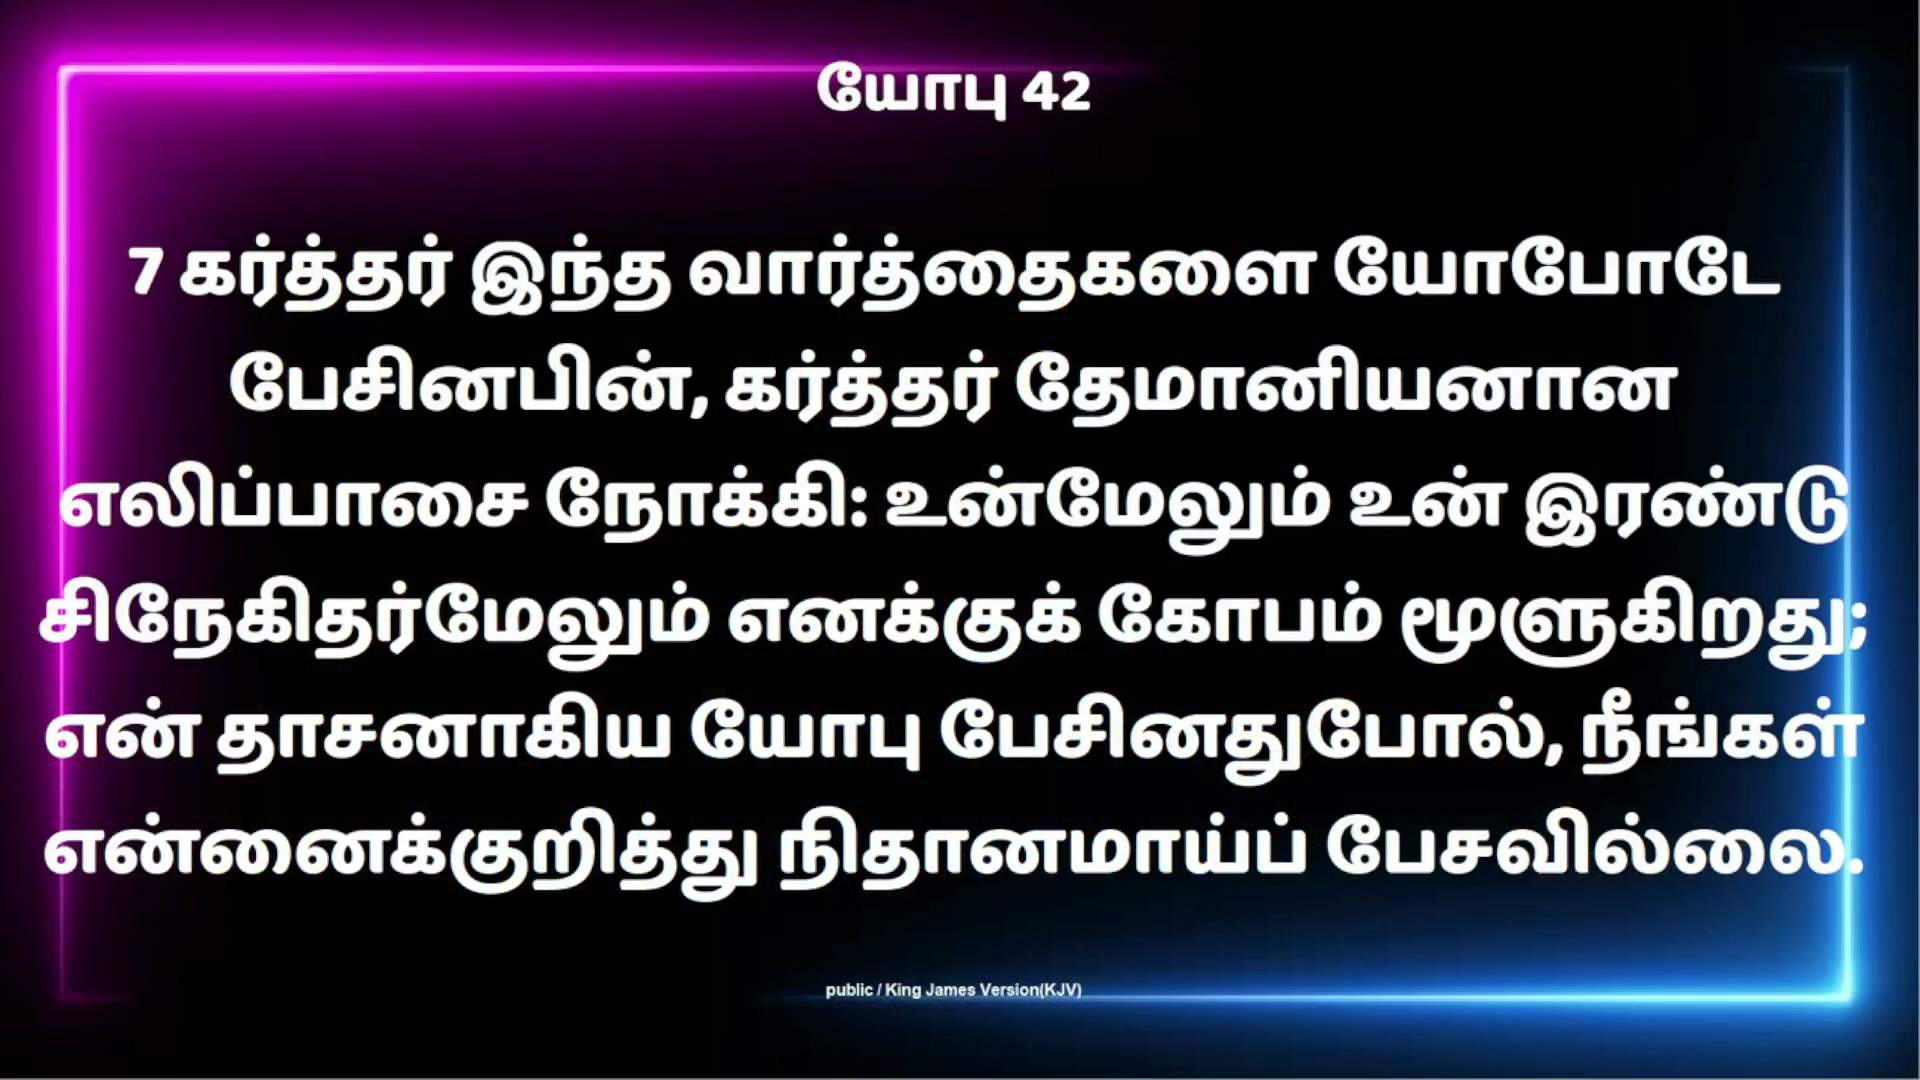 யோபு 42
7 கர்த்தர் இந்த வார்த்தைகளை யோபோடே
பேசினபின், கர்த்தர் தேமானியனான
எலிப்பாசை நோக்கி: உன்மேலும் உன் இரண்டு
சிநேகிதர்மேலும் எனக்குக் கோபம் மூளுகிறது;
என் தாசனாகிய யோபு பேசினதுபோல், நீங்கள்
என்னைக்குறித்து நிதானமாய்ப் பேசவில்லை.
public / King James Version(KJV)